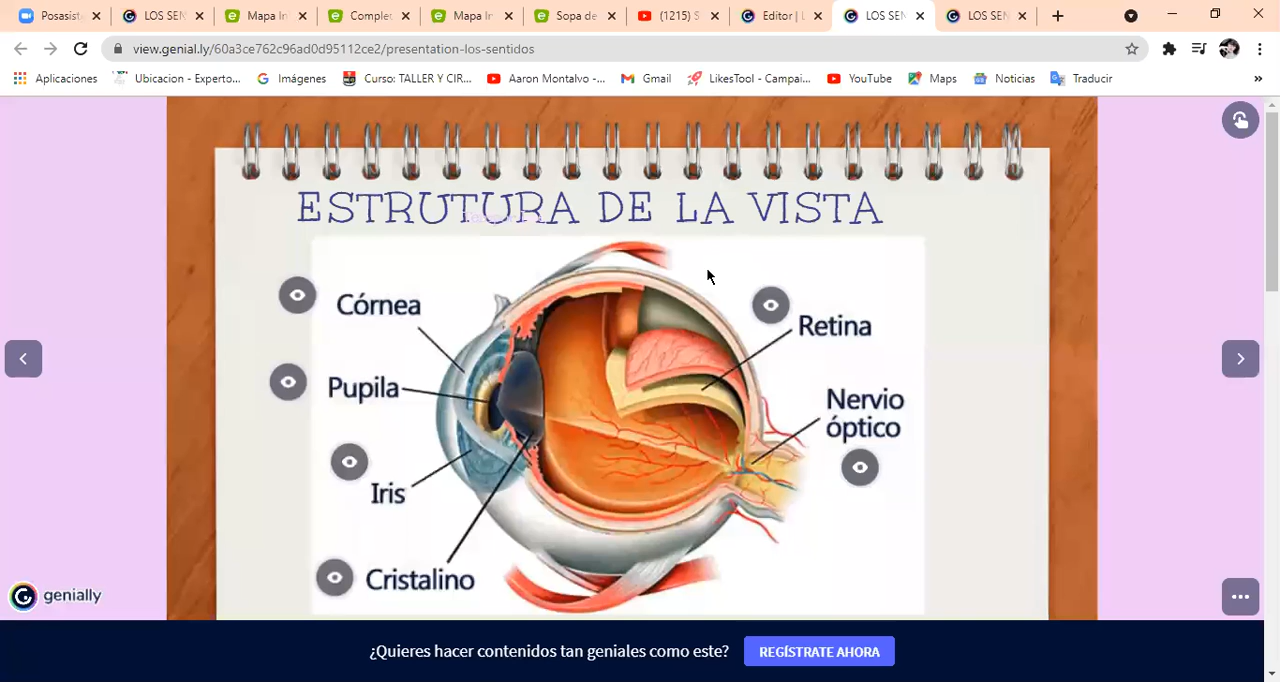 Posasist
LOS SEN
Mapa In
Complet
Mapa In
Sopa de
(1215) S
Editor | L
LOS SEN
LOS SEN
view.genial.ly/60a3ce762c96ad0d95112ce2/presentation-los-sentidos
Aplicaciones
Ubicacion - Experto...
Imágenes
Curso: TALLER Y CIR...
Aaron Montalvo -...
Gmail
LikesTool - Campai...
YouTube
Maps
Noticias
Traducir
ESTRUTURA DE LA VISTA
Córnea
Pupila
Iris
Cristalino
Retina
Nervio
óptico
genially
¿Quieres hacer contenidos tan geniales como este?
REGÍSTRATE AHORA